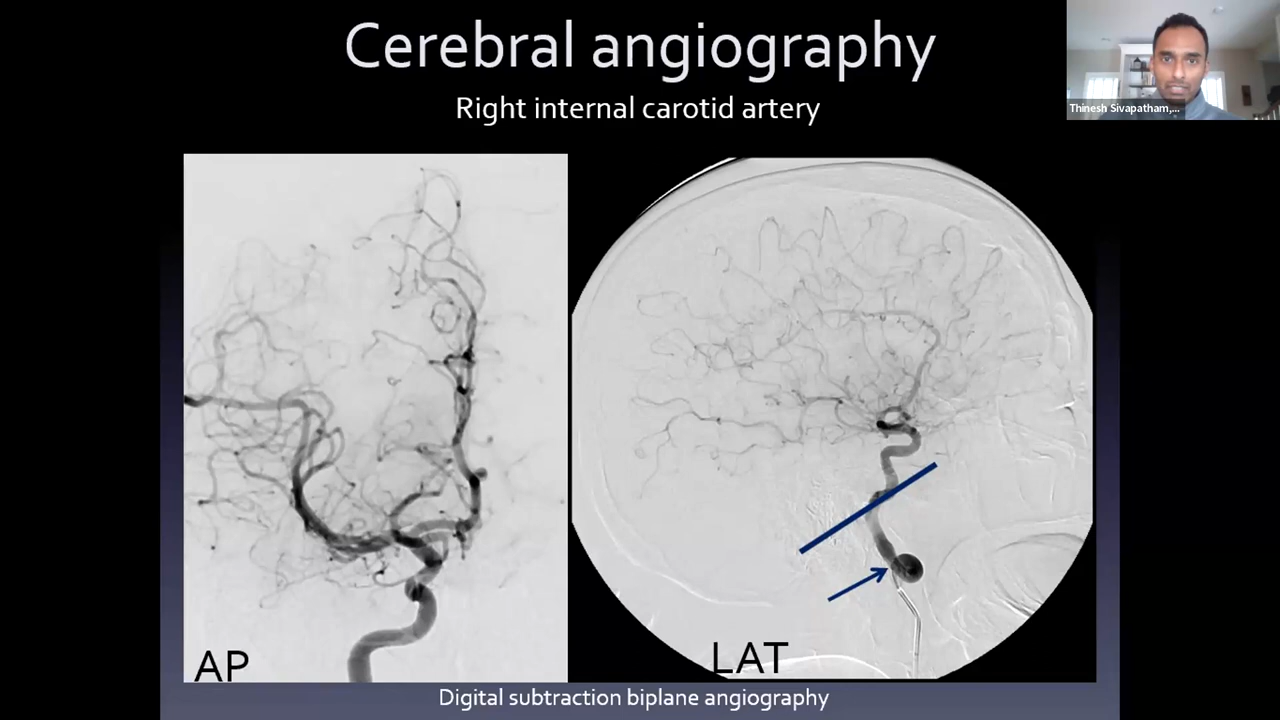 Cerebral angiography
Right internal carotid artery
Thinesh Sivapatham,...
AP
LAT
Digital subtraction biplane angiography